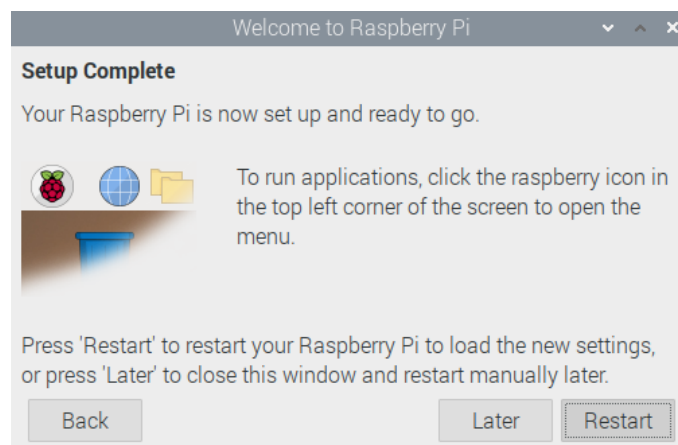 Welcome to Raspberry Pi
Setup Complete
Your Raspberry Pi is now set up and ready to go.
To run applications, click the raspberry icon in
the top left corner of the screen to open the
menu.
Press 'Restart' to restart your Raspberry Pi to load the new settings,
or press 'Later' to close this window and restart manually later.
Back
Later
Restart